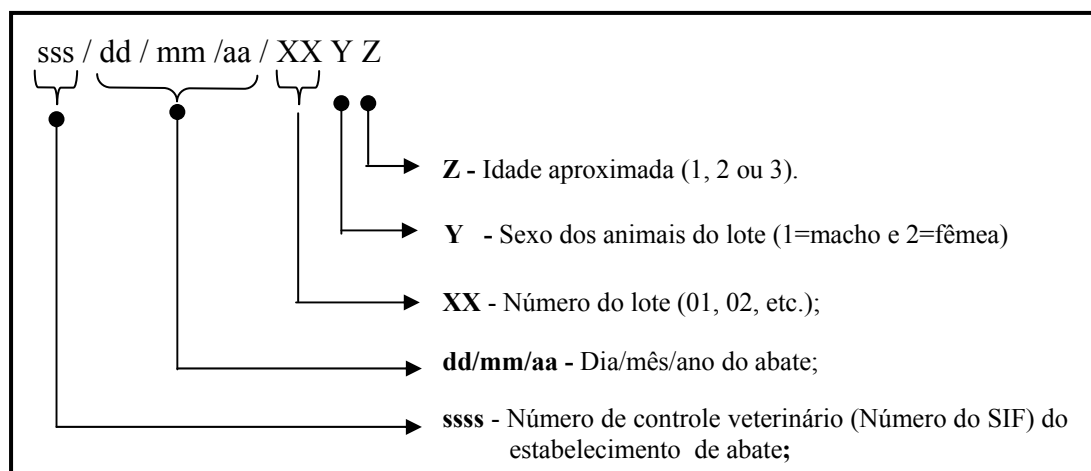 sss / dd / mm /aa / XX Y Z
Z - Idade aproximada (1, 2 ou 3).
Y - Sexo dos animais do lote (1=macho e 2=fêmea)
XX - Número do lote (01, 02, etc.);
dd/mm/aa - Dia/mês/ano do abate;
ssss - Número de controle veterinário (Número do SIF) do
estabelecimento de abate;